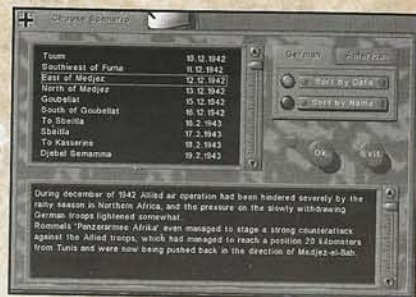 Choose Scenario
Toum 10.12.1942
Southwest of Furna 11.12.1942
East of Medjez 12.12.1942
North of Medjez 13.12.1942
Goubellat 15.12.1942
South of Goubellat 16.12.1942
To Sbeitla 16.2.1943
Sbeitla 17.2.1943
To Kasserine 18.2.1943
Djebel Semamma 19.2.1943
German American
Sort by Date
Sort by Name
Ok Exit
During december of 1942 Allied air operation had been hindered severely by the
rainy season in Northern Africa, and the pressure on the slowly withdrawing
German troops lightened somewhat.
Rommels 'Panzerarmee Afrika' even managed to stage a strong counterattack
against the Allied troops, which had managed to reach a position 20 kilometers
from Tunis and were now being pushed back in the direction of Medjez-el-Bab.